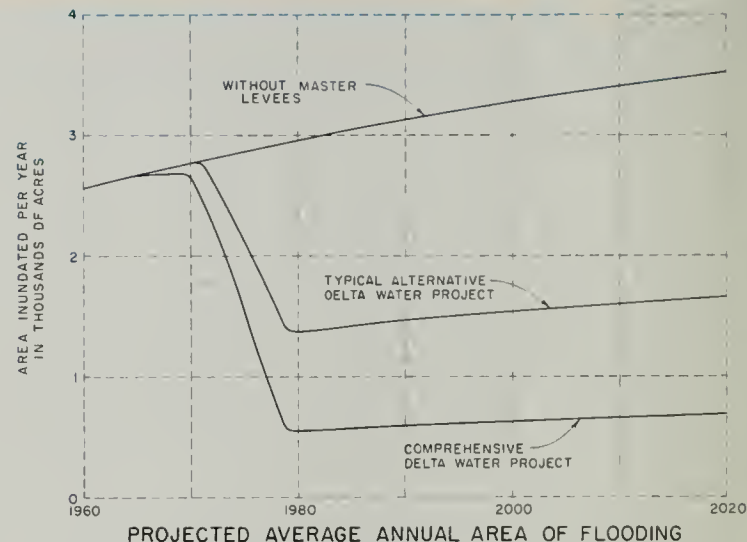 4
WITHOUT MASTER
LEVEES
3
AREA INUNDATED PER YEAR
IN THOUSANDS OF ACRES
2
TYPICAL ALTERNATIVE
DELTA WATER PROJECT
1
COMPREHENSIVE
DELTA WATER PROJECT
0
1960 1980 2000 2020
PROJECTED AVERAGE ANNUAL AREA OF FLOODING